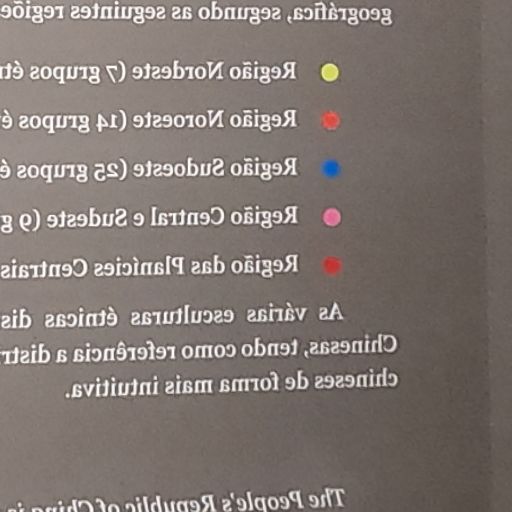 geográfica, segundo as seguintes regiõe
Região Nordeste (7 grupos ét
Região Noroeste (14 grupos é
Região Sudoeste (25 grupos é
Região Central e Sudeste (9 g
Região das Planícies Centrais
As várias esculturas étnicas dis
Chinesas, tendo como referência a distr
chineses de forma mais intuitiva.
The People's Republic of China is